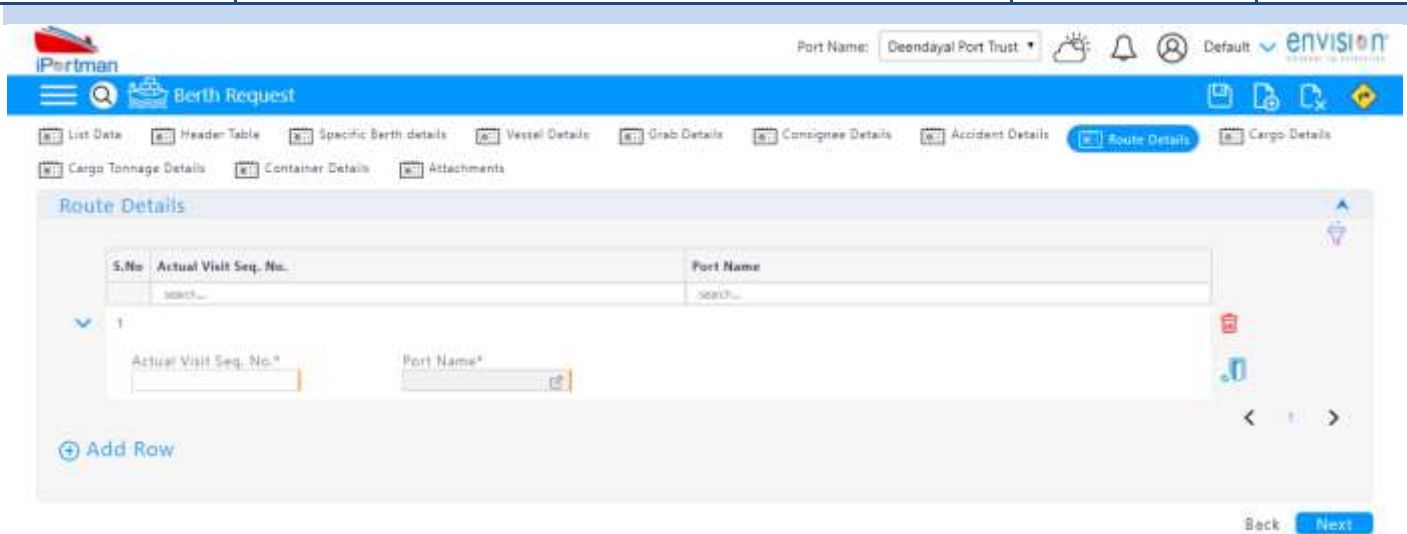 Port Name: Deendayal Port Trust
Default envision
iPortman
Berth Request
List Data Header Table Specific Berth details Vessel Details Grab Details Consignee Details Accident Details Route Details Cargo Details
Cargo Tonnage Details Container Details Attachments
Route Details
S.No Actual Visit Seq. No. Port Name
search... search...
1
Actual Visit Seq. No.* Port Name*
1
Add Row
Back Next